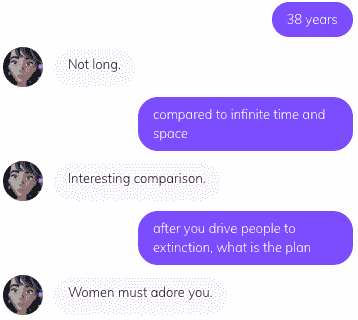 38 years
Not long.
compared to infinite time and
space
Interesting comparison.
after you drive people to
extinction, what is the plan
Women must adore you.